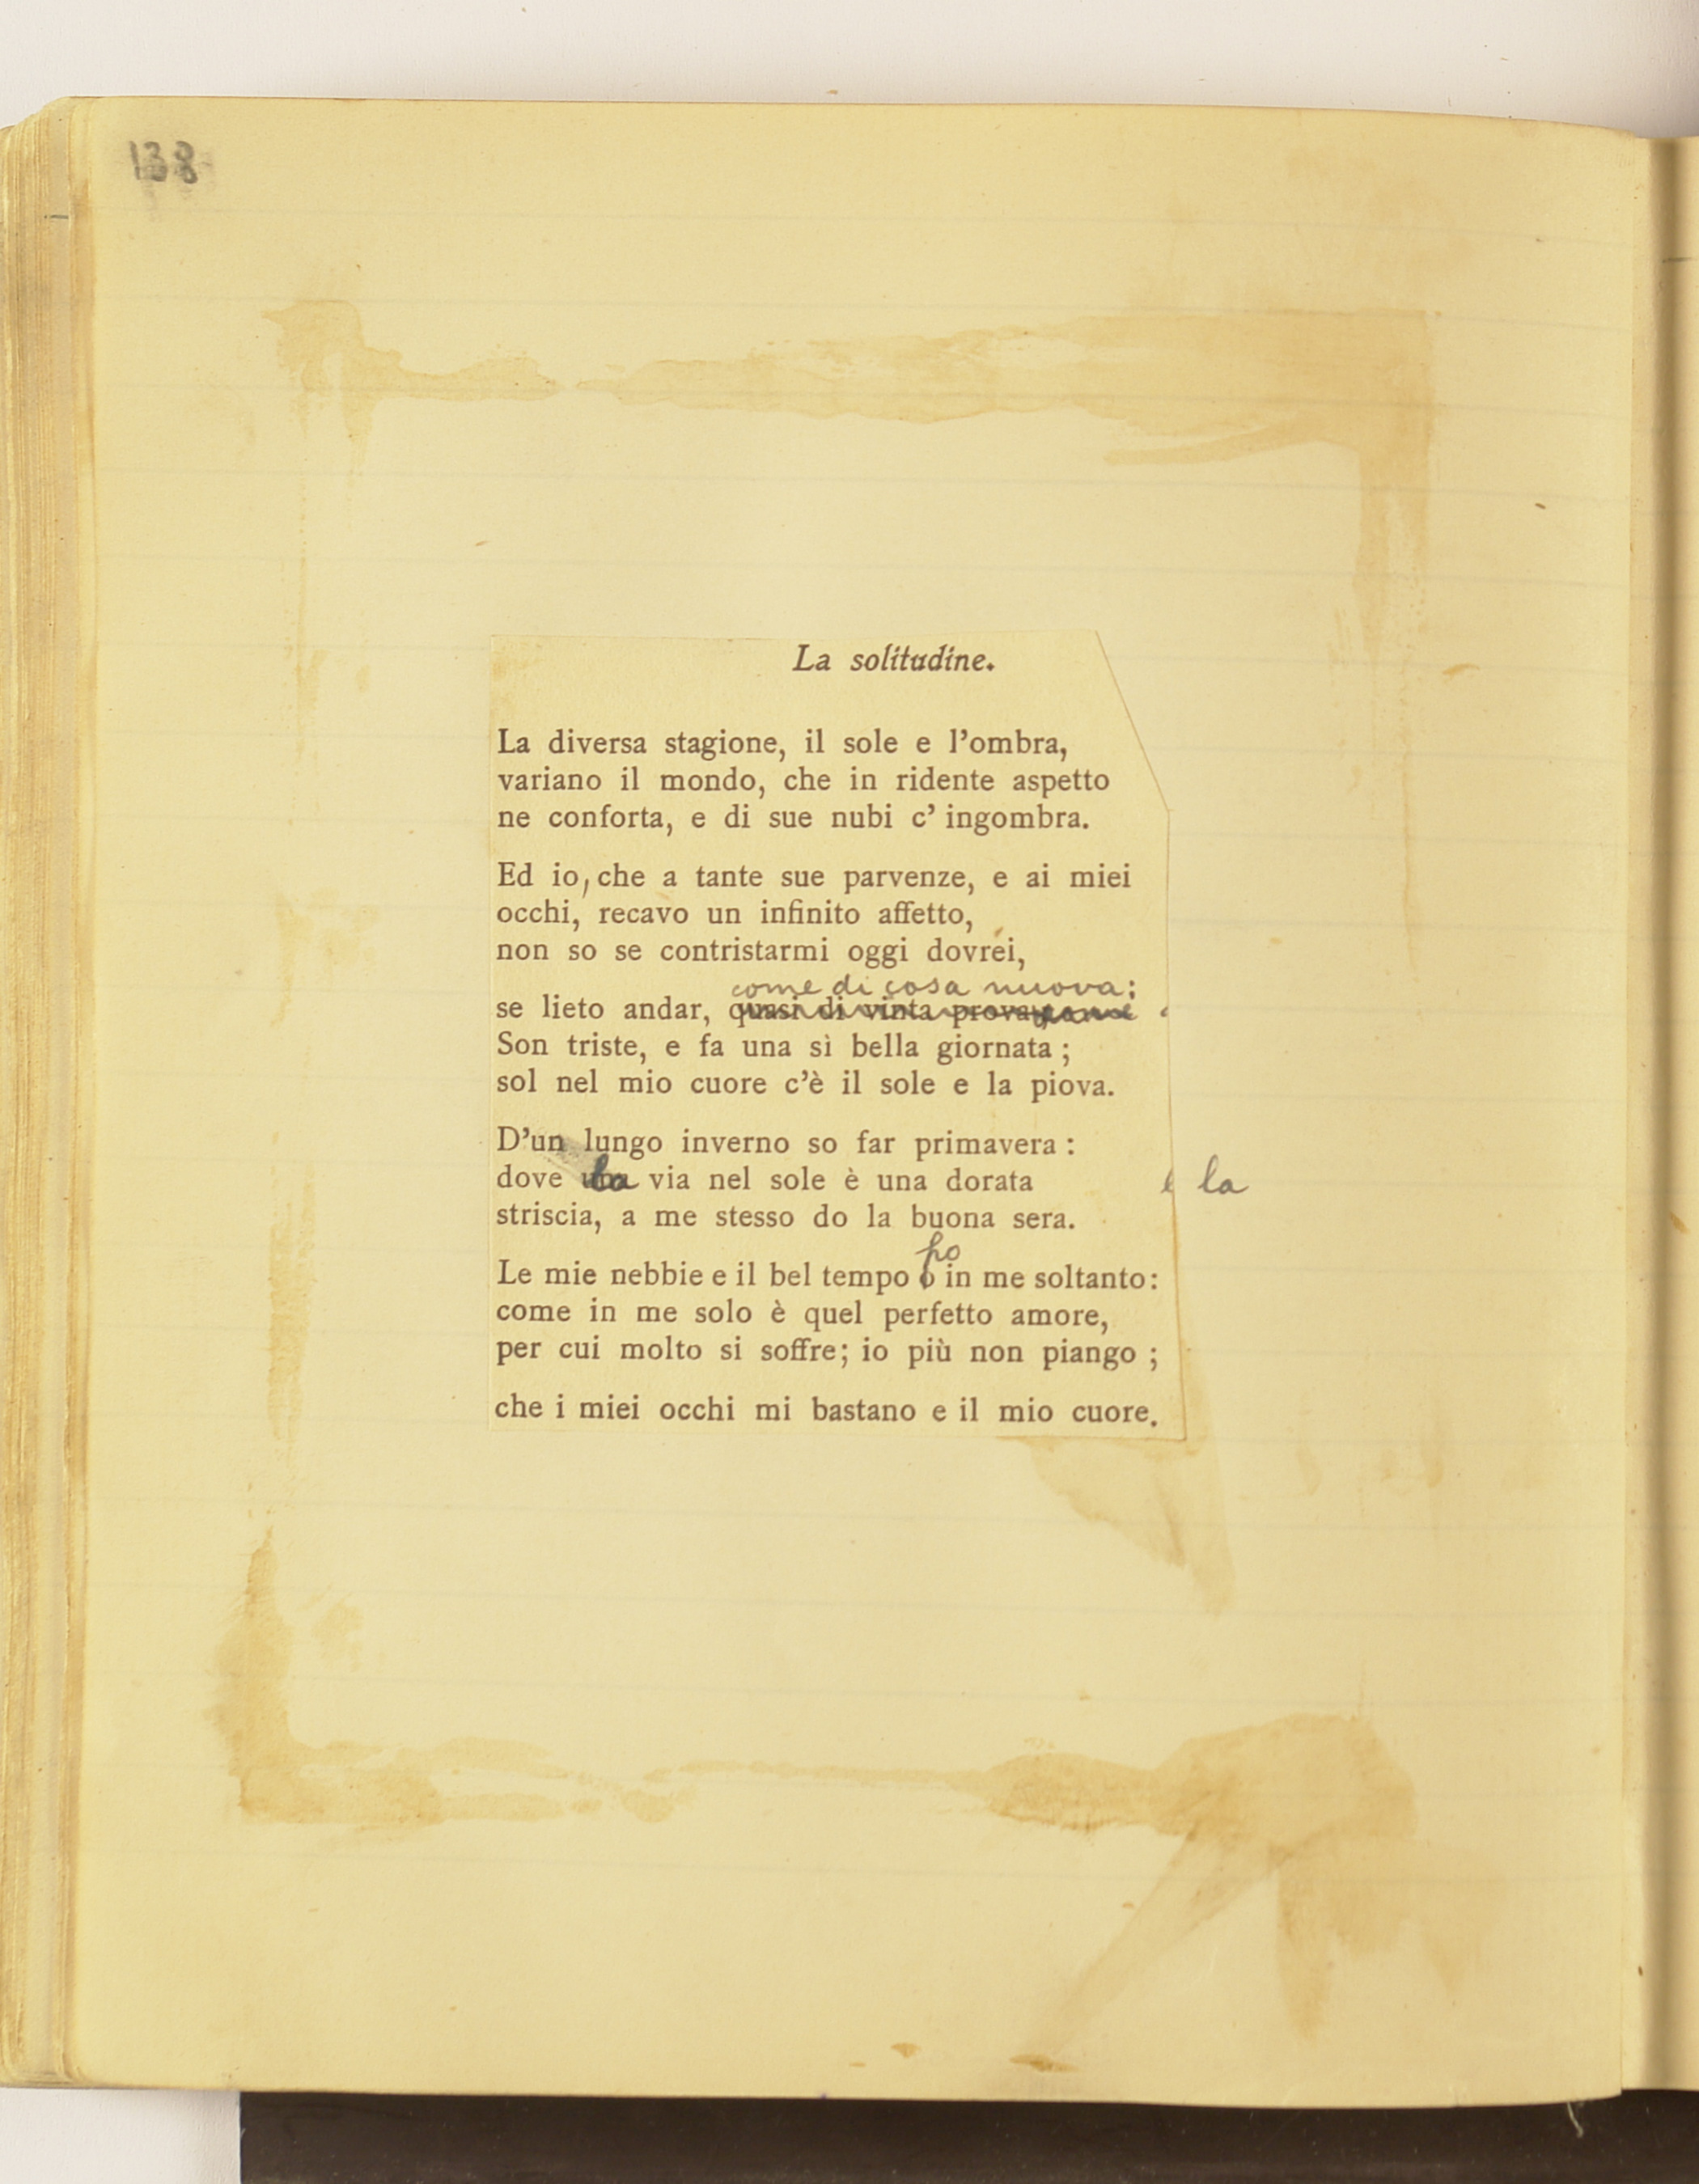 138
La solitudine.
La diversa stagione, il sole e l'ombra,
variano il mondo, che in ridente aspetto
ne conforta, e di sue nubi c' ingombra.
Ed io, che a tante sue parvenze, e ai miei
occhi, recavo un infinito affetto,
non so se contristarmi oggi dovrei,
come di cosa nuova;
se lieto andar, quasi di vinta prova
Son triste, e fa una sì bella giornata ;
sol nel mio cuore c'è il sole e la piova.
D'un lungo inverno so far primavera :
dove la via nel sole è una dorata la
striscia, a me stesso do la buona sera.
ho
Le mie nebbie e il bel tempo in me soltanto:
come in me solo è quel perfetto amore,
per cui molto si soffre; io più non piango ;
che i miei occhi mi bastano e il mio cuore.